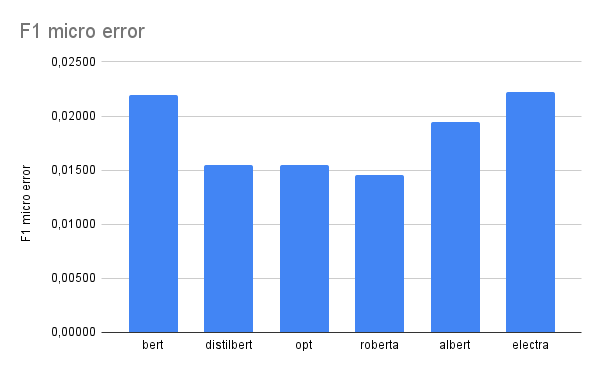 F1 micro error
0,02500
0,02000
0,01500
0,01000
0,00500
0,00000
F1 micro error
bert distilbert opt roberta albert electra